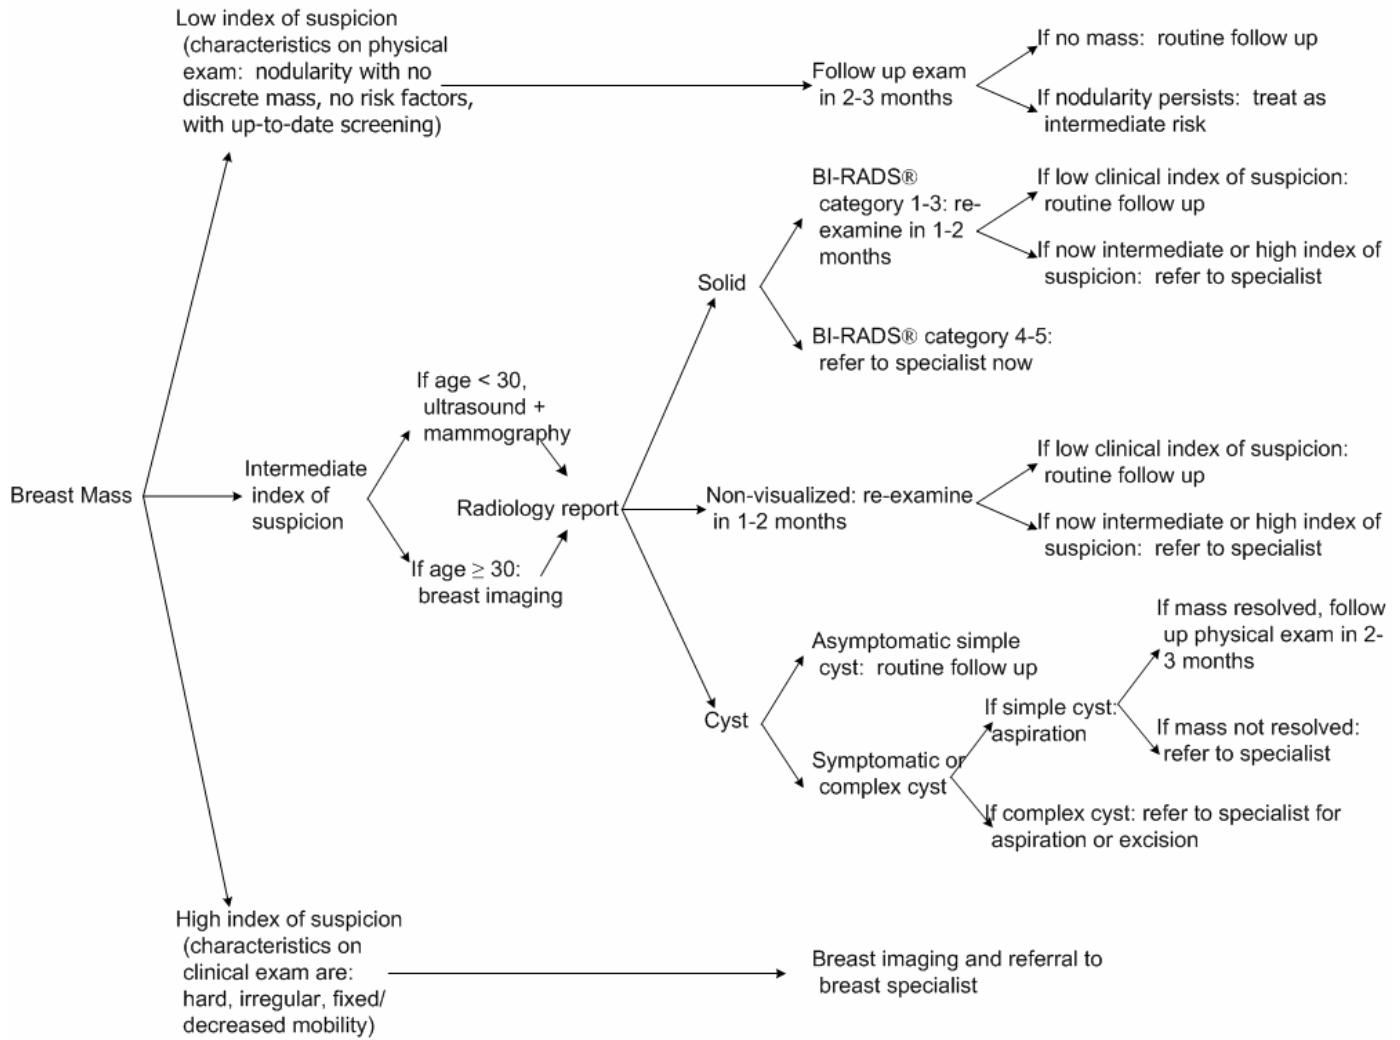 Low index of suspicion
(characteristics on physical
exam: nodularity with no
discrete mass, no risk factors,
with up-to-date screening)
Follow up exam
in 2-3 months
If no mass: routine follow up
If nodularity persists: treat as
intermediate risk
BI-RADS®
category 1-3: re-
examine in 1-2
months
If low clinical index of suspicion:
routine follow up
If now intermediate or high index of
suspicion: refer to specialist
Solid
BI-RADS® category 4-5:
refer to specialist now
If age < 30,
ultrasound +
mammography
Breast Mass
Intermediate
index of
suspicion
Radiology report
If age ≥ 30:
breast imaging
Non-visualized: re-examine
in 1-2 months
If low clinical index of suspicion:
routine follow up
If now intermediate or high index of
suspicion: refer to specialist
Cyst
Asymptomatic simple
cyst: routine follow up
Symptomatic or
complex cyst
If simple cyst:
aspiration
If mass resolved, follow
up physical exam in 2-
3 months
If mass not resolved:
refer to specialist
If complex cyst: refer to specialist for
aspiration or excision
High index of suspicion
(characteristics on
clinical exam are:
hard, irregular, fixed/
decreased mobility)
Breast imaging and referral to
breast specialist